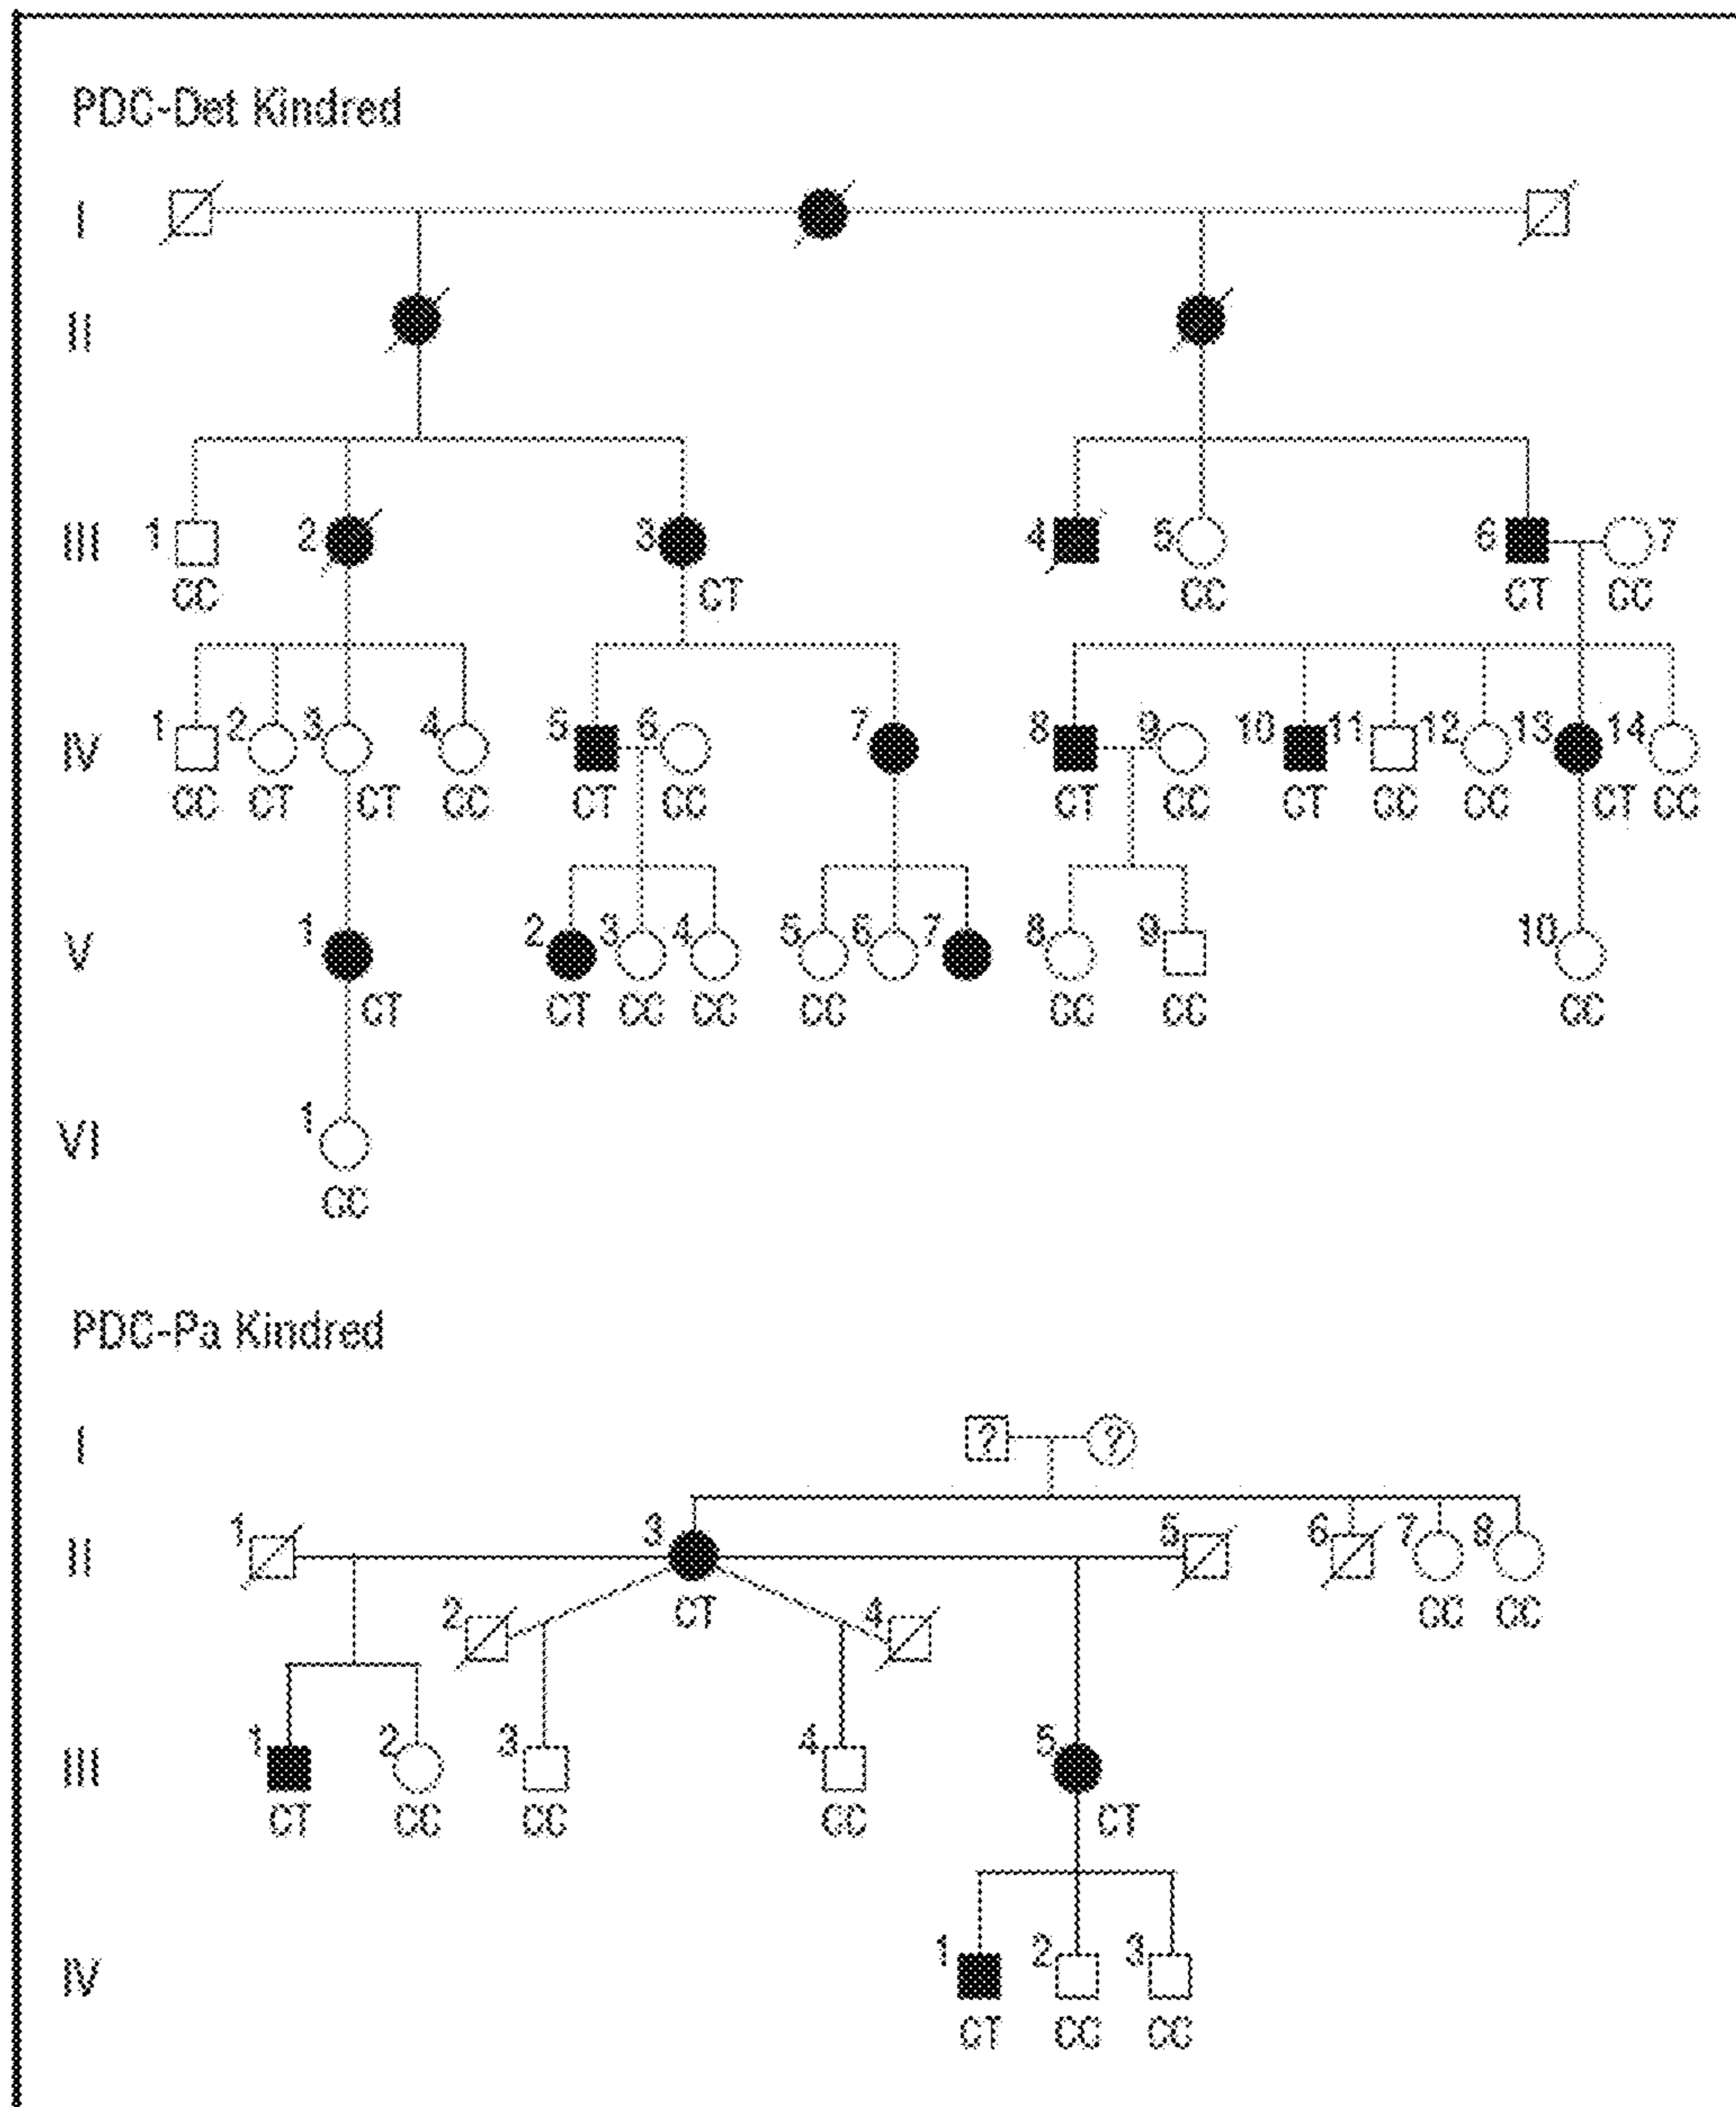 PDC-Det Kindred
I
II
III 1 2 3 4 5 6 7
CC CT CC CT CC
IV 1 2 3 4 5 6 7 8 9 10 11 12 13 14
CC CT CT CC CT CC CT CC CT CC CC CT CC
V 1 2 3 4 5 6 7 8 9 10
CT CT CC CC CC CC CC CC
VI 1
CC
PDC-Pa Kindred
I ? ?
II 1 3 5 6 7 8
2 CT 4 CC CC
III 1 2 3 4 5
CT CC CC CC CT
IV 1 2 3
CT CC CC